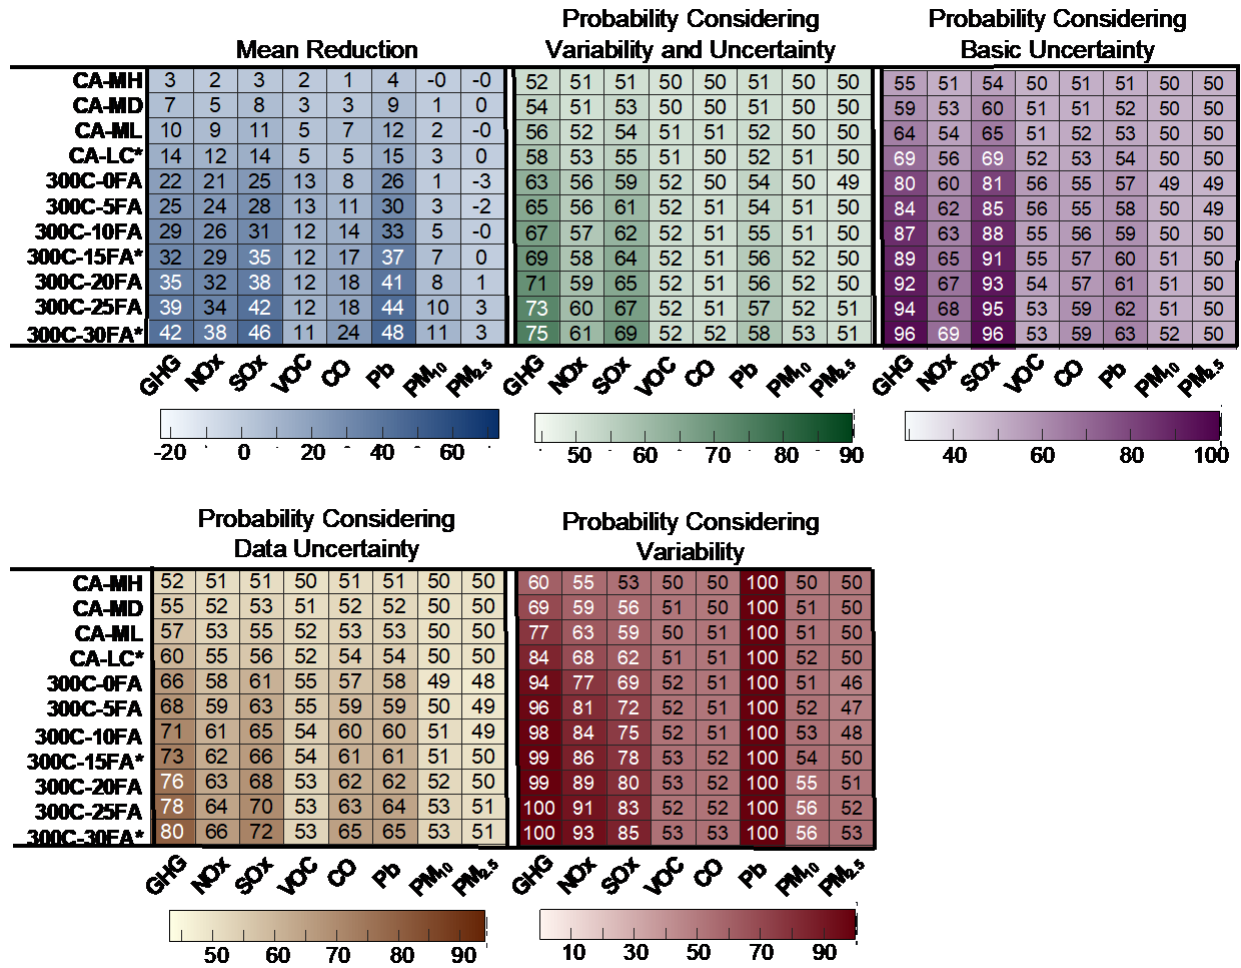 Mean Reduction
Probability Considering
Variability and Uncertainty
Probability Considering
Basic Uncertainty
CA-MH 3 2 3 2 1 4 -0 -0 52 51 51 50 50 51 50 50 55 51 54 50 51 51 50 50
CA-MD 7 5 8 3 3 9 1 0 54 51 53 50 50 51 50 50 59 53 60 51 51 52 50 50
CA-ML 10 9 11 5 7 12 2 -0 56 52 54 51 51 52 50 50 64 54 65 51 52 53 50 50
CA-LC* 14 12 14 5 5 15 3 0 58 53 55 51 50 52 51 50 69 56 69 52 53 54 50 50
300C-0FA 22 21 25 13 8 26 1 -3 63 56 59 52 50 54 50 49 80 60 81 56 55 57 49 49
300C-5FA 25 24 28 13 11 30 3 -2 65 56 61 52 51 54 51 50 84 62 85 56 55 58 50 49
300C-10FA 29 26 31 12 14 33 5 -0 67 57 62 52 51 55 51 50 87 63 88 55 56 59 50 50
300C-15FA* 32 29 35 12 17 37 7 0 69 58 64 52 51 56 52 50 89 65 91 55 57 60 51 50
300C-20FA 35 32 38 12 18 41 8 1 71 59 65 52 51 56 52 50 92 67 93 54 57 61 51 50
300C-25FA 39 34 42 12 18 44 10 3 73 60 67 52 51 57 52 51 94 68 95 53 59 62 51 50
300C-30FA* 42 38 46 11 24 48 11 3 75 61 69 52 52 58 53 51 96 69 96 53 59 63 52 50
GHG NOx SOx VOC CO Pb PM10 PM2.5 GHG NOx SOx VOC CO Pb PM10 PM2.5 GHG NOx SOx VOC CO Pb PM10 PM2.5
-20 0 20 40 60 50 60 70 80 90 40 60 80 100
Probability Considering
Data Uncertainty
Probability Considering
Variability
CA-MH 52 51 51 50 51 51 50 50 60 55 53 50 50 100 50 50
CA-MD 55 52 53 51 52 52 50 50 69 59 56 51 50 100 51 50
CA-ML 57 53 55 52 53 53 50 50 77 63 59 50 51 100 51 50
CA-LC* 60 55 56 52 54 54 50 50 84 68 62 51 51 100 52 50
300C-0FA 66 58 61 55 57 58 49 48 94 77 69 52 51 100 51 46
300C-5FA 68 59 63 55 59 59 50 49 96 81 72 52 51 100 52 47
300C-10FA 71 61 65 54 60 60 51 49 98 84 75 52 51 100 53 48
300C-15FA* 73 62 66 54 61 61 51 50 99 86 78 53 52 100 54 50
300C-20FA 76 63 68 53 62 62 52 50 99 89 80 53 52 100 55 51
300C-25FA 78 64 70 53 63 64 53 51 100 91 83 52 52 100 56 52
300C-30FA* 80 66 72 53 65 65 53 51 100 93 85 53 53 100 56 53
GHG NOx SOx VOC CO Pb PM10 PM2.5 GHG NOx SOx VOC CO Pb PM10 PM2.5
50 60 70 80 90 10 30 50 70 90